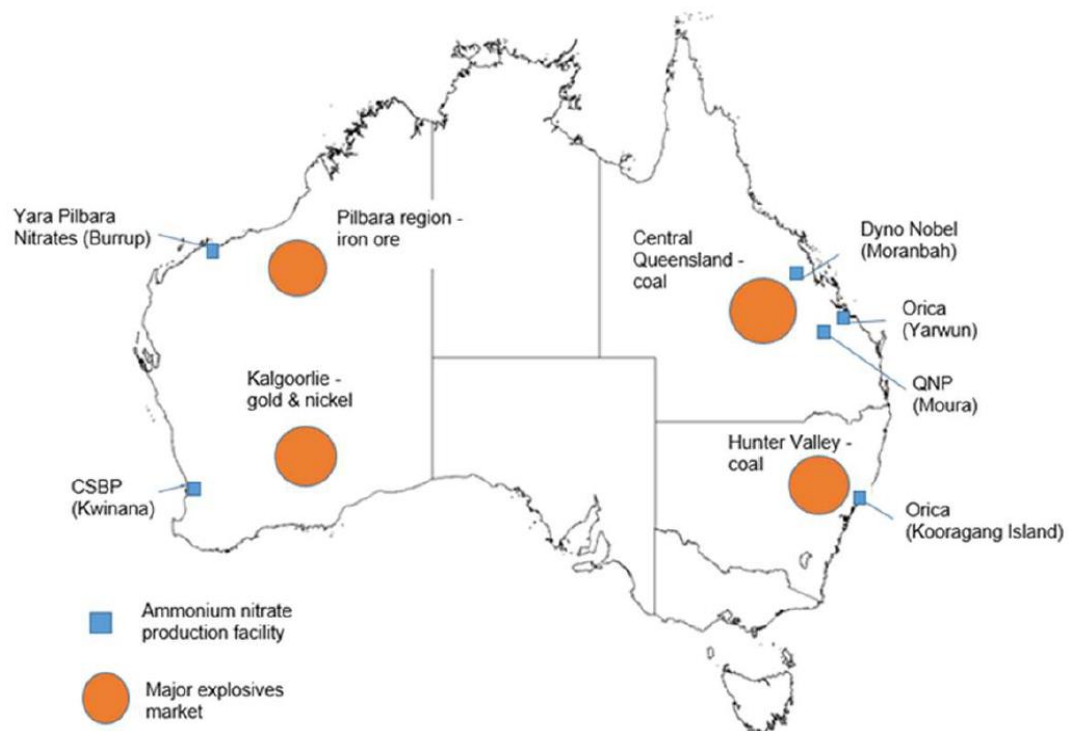 Yara Pilbara
Nitrates (Burrup)
Pilbara region -
iron ore
Central
Queensland -
coal
Dyno Nobel
(Moranbah)
Orica
(Yarwun)
QNP
(Moura)
Kalgoorlie -
gold & nickel
Hunter Valley -
coal
CSBP
(Kwinana)
Orica
(Kooragang Island)
Ammonium nitrate
production facility
Major explosives
market